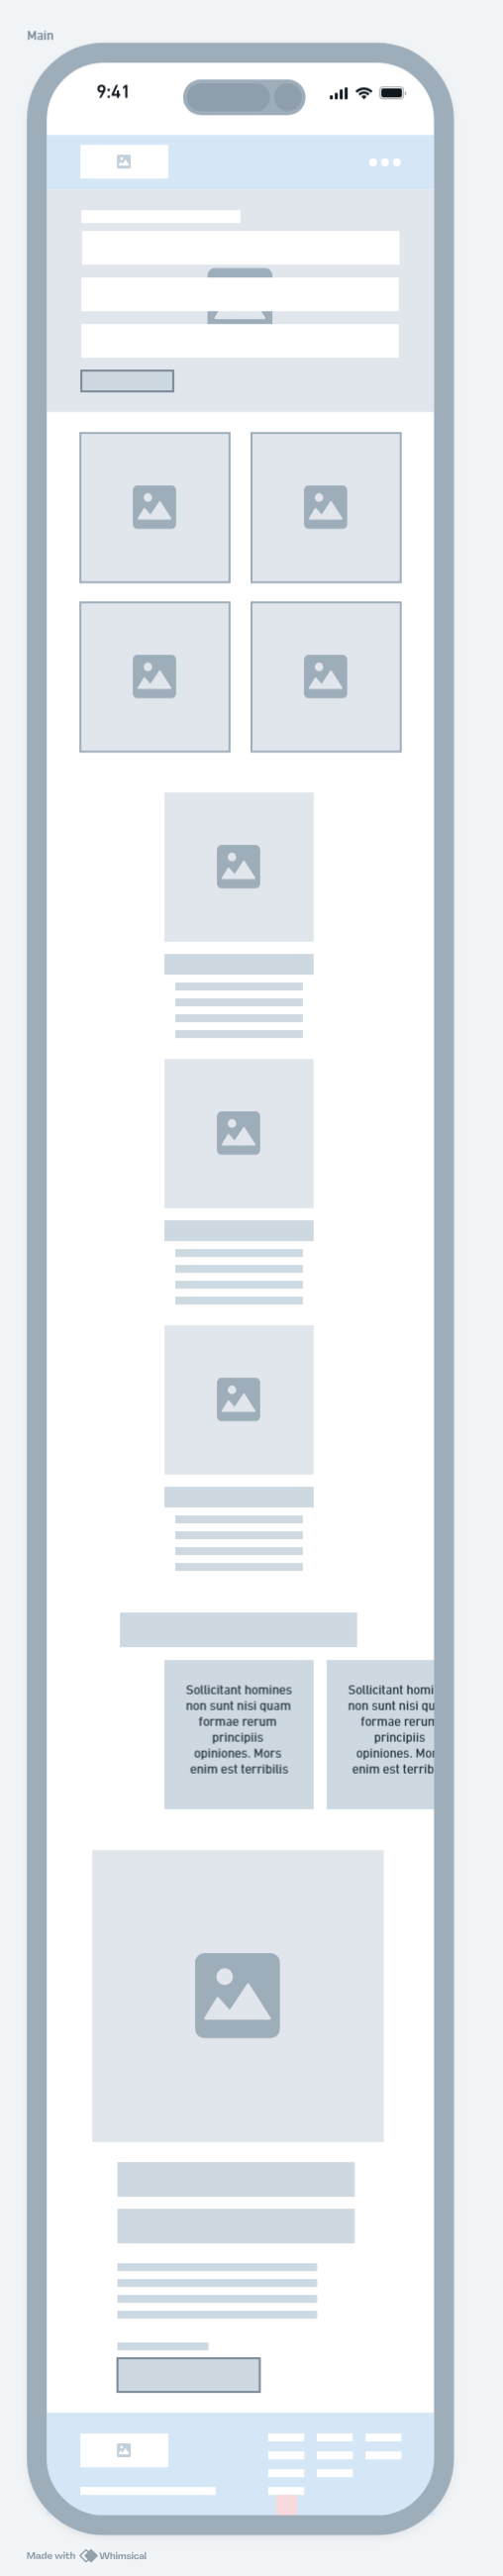 Main
9:41
Sollicitant homines
non sunt nisi quam
formae rerum
principiis
opiniones. Mors
enim est terribilis
Sollicitant homi
non sunt nisi qu
formae rerum
principiis
opiniones. Mor
enim est terrib
Made with Whimsical